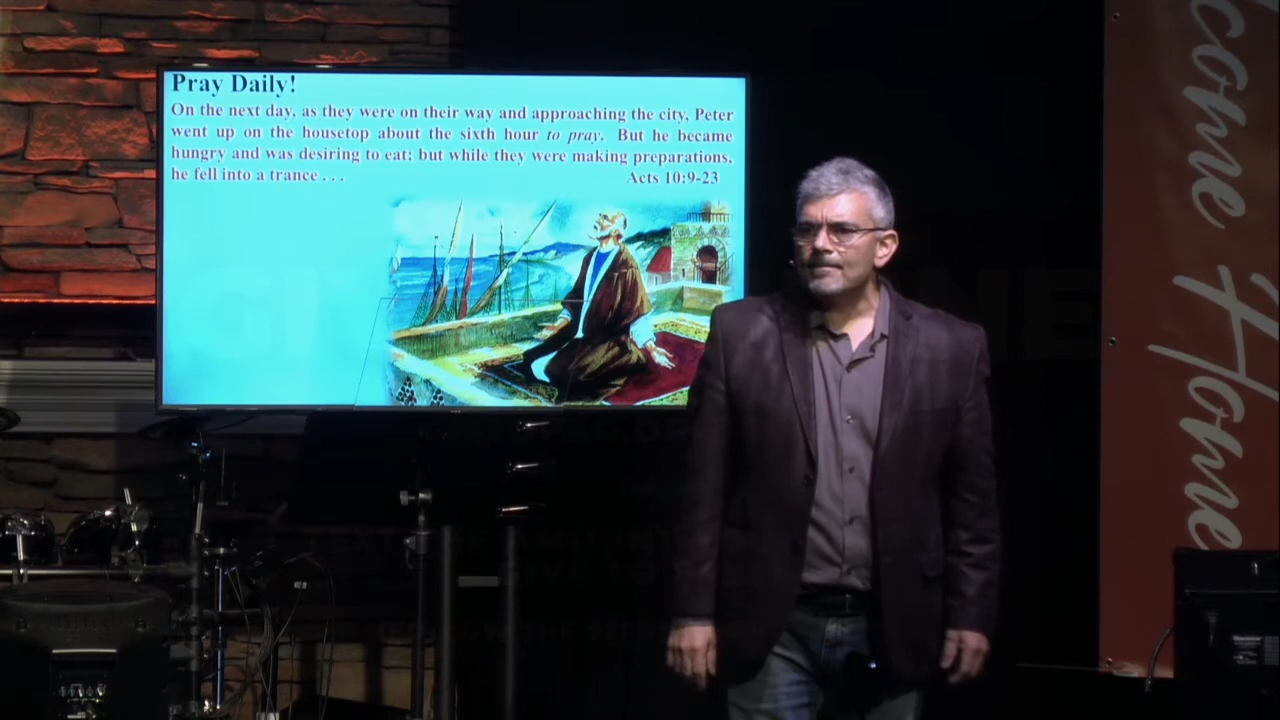 Pray Daily!
On the next day, as they were on their way and approaching the city, Peter
went up on the housetop about the sixth hour to pray. But he became
hungry and was desiring to eat; but while they were making preparations,
he fell into a trance . . . Acts 10:9-23
come Home